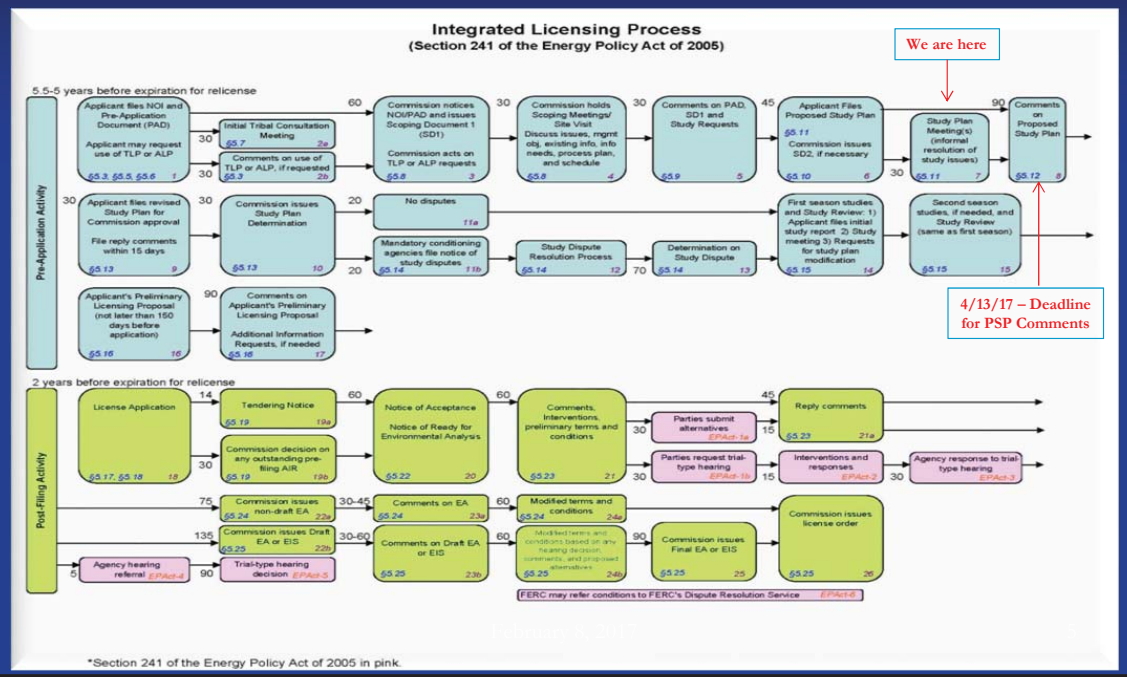 Integrated Licensing Process
(Section 241 of the Energy Policy Act of 2005)
We are here
5.5-5 years before expiration for relicense
Pre-Application Activity
Applicant files NOI and
Pre-Application
Document (PAD)
Applicant may request
use of TLP or ALP
§5.3, §5.5, §5.6 1
30
Initial Tribal Consultation
Meeting
§5.7 2a
30
Comments on use of
TLP or ALP, if requested
§5.3 2b
60
Commission notices
NOI/PAD and issues
Scoping Document 1
(SD1)
Commission acts on
TLP or ALP requests
§5.8 3
30
Commission holds
Scoping Meetings/
Site Visit
Discuss issues, mgmt
obj, existing info, info
needs, process plan,
and schedule
§5.8 4
30
Comments on PAD,
SD1 and
Study Requests
§5.9 5
45
Applicant Files
Proposed Study Plan
§5.11
Commission issues
SD2, if necessary
§5.10 6
30
Study Plan
Meeting(s)
(informal
resolution of
study issues)
§5.11 7
90
Comments
on
Proposed
Study Plan
§5.12 8
30
Applicant files revised
Study Plan for
Commission approval
File reply comments
within 15 days
§5.13 9
30
Commission issues
Study Plan
Determination
§5.13 10
20
No disputes
11a
20
Mandatory conditioning
agencies file notice of
study disputes
§5.14 11b
Study Dispute
Resolution Process
§5.14 12
70
Determination on
Study Dispute
§5.14 13
First season studies
and Study Review: 1)
Applicant files initial
study report 2) Study
meeting 3) Requests
for study plan
modification
§5.15 14
Second season
studies, if needed, and
Study Review
(same as first season)
§5.15 15
4/13/17 – Deadline
for PSP Comments
Applicant's Preliminary
Licensing Proposal
(not later than 150
days before
application)
§5.16 16
90
Comments on
Applicant's Preliminary
Licensing Proposal
Additional Information
Requests, if needed
§5.16 17
2 years before expiration for relicense
Post-Filing Activity
License Application
§5.17, §5.18 18
14
Tendering Notice
§5.19 19a
30
Commission decision on
any outstanding pre-
filing AIR
§5.19 19b
60
Notice of Acceptance
Notice of Ready for
Environmental Analysis
§5.22 20
60
Comments,
Interventions,
preliminary terms and
conditions
§5.23 21
30
Parties submit
alternatives
EPAct-1a
45
15
Reply comments
§5.23 21a
30
Parties request trial-
type hearing
EPAct-1b
15
Interventions and
responses
EPAct-2
30
Agency response to trial-
type hearing
EPAct-3
75
Commission issues
non-draft EA
§5.24 22a
30-45
Comments on EA
§5.24 23a
60
Modified terms and
conditions
§5.24 24a
135
Commission issues Draft
EA or EIS
§5.25 22b
30-60
Comments on Draft EA
or EIS
§5.25 23b
60
Modified terms and
conditions based on any
hearing decision,
comments, and proposed
alternatives
§5.25 24b
90
Commission issues
Final EA or EIS
§5.25 25
Commission issues
license order
§5.25 26
5
Agency hearing
referral EPAct-4
90
Trial-type hearing
decision EPAct-5
FERC may refer conditions to FERC's Dispute Resolution Service EPAct-6
*Section 241 of the Energy Policy Act of 2005 in pink.